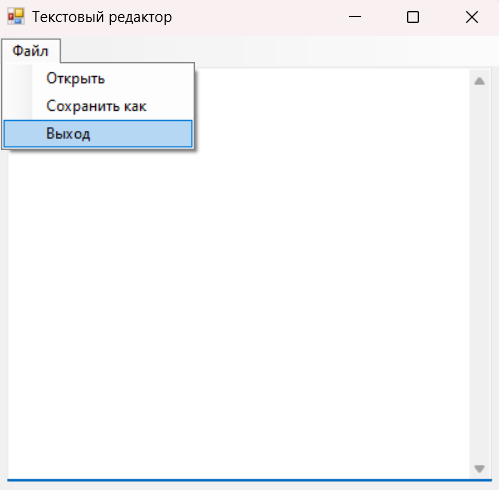 Текстовый редактор
Файл
Открыть
Сохранить как
Выход